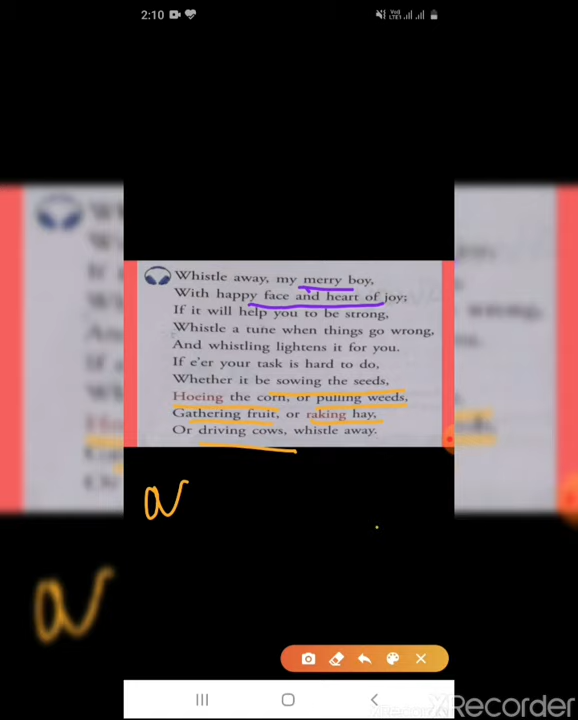 2:10
Whistle away, my merry boy,
With happy face and heart of joy;
If it will help you to be strong,
Whistle a tune when things go wrong,
And whistling lightens it for you.
If e'er your task is hard to do,
Whether it be sowing the seeds,
Hoeing the corn, or pulling weeds,
Gathering fruit, or raking hay,
Or driving cows, whistle away.
a
XRecorder